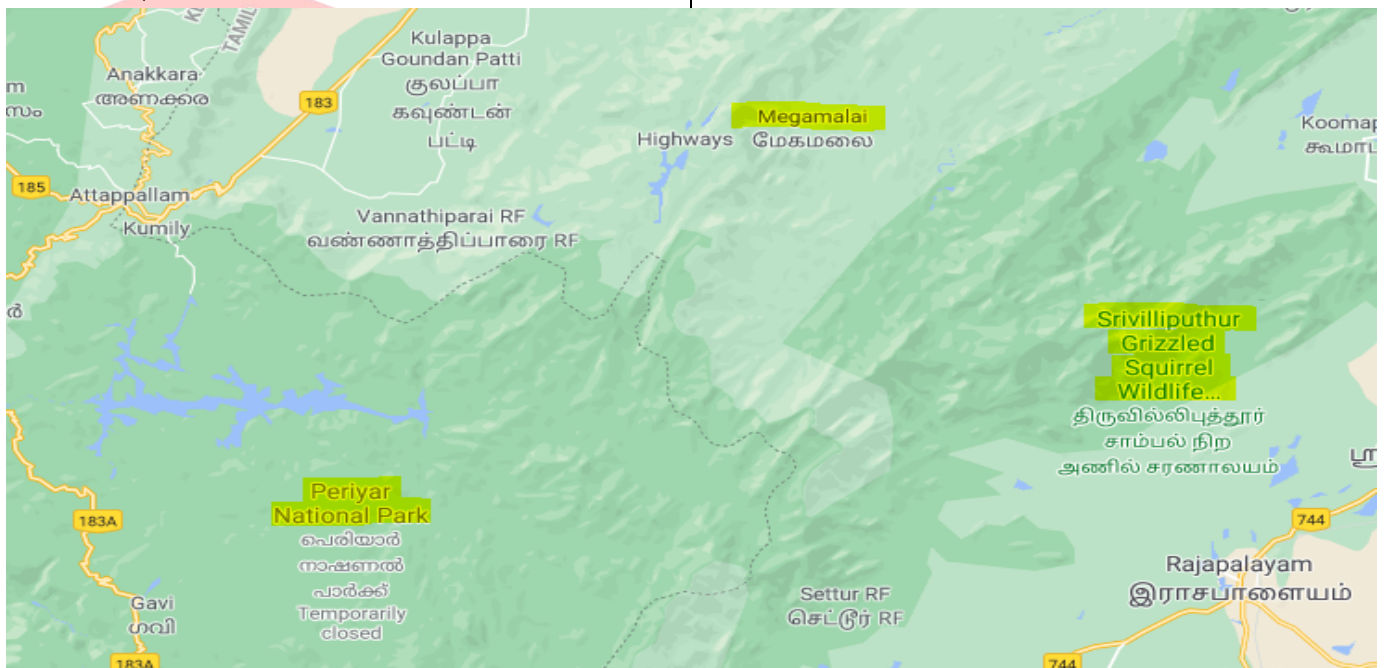 TAMIL
Kulappa
Goundan Patti
குலப்பா
கவுண்டன்
பட்டி
Anakkara
അണക്കര
183
Megamalai
மேகமலை
Highways
185
Attappallam
Kumily
Vannathiparai RF
வண்ணாத்திப்பாரை RF
Srivilliputhur
Grizzled
Squirrel
Wildlife...
திருவில்லிபுத்தூர்
சாம்பல் நிற
அணில் சரணாலயம்
Periyar
National Park
പെരിയാർ
നാഷണൽ
പാർക്ക്
Temporarily
closed
183A
744
Rajapalayam
இராசபாளையம்
Gavi
ഗവി
Settur RF
செட்டூர் RF
183A
744